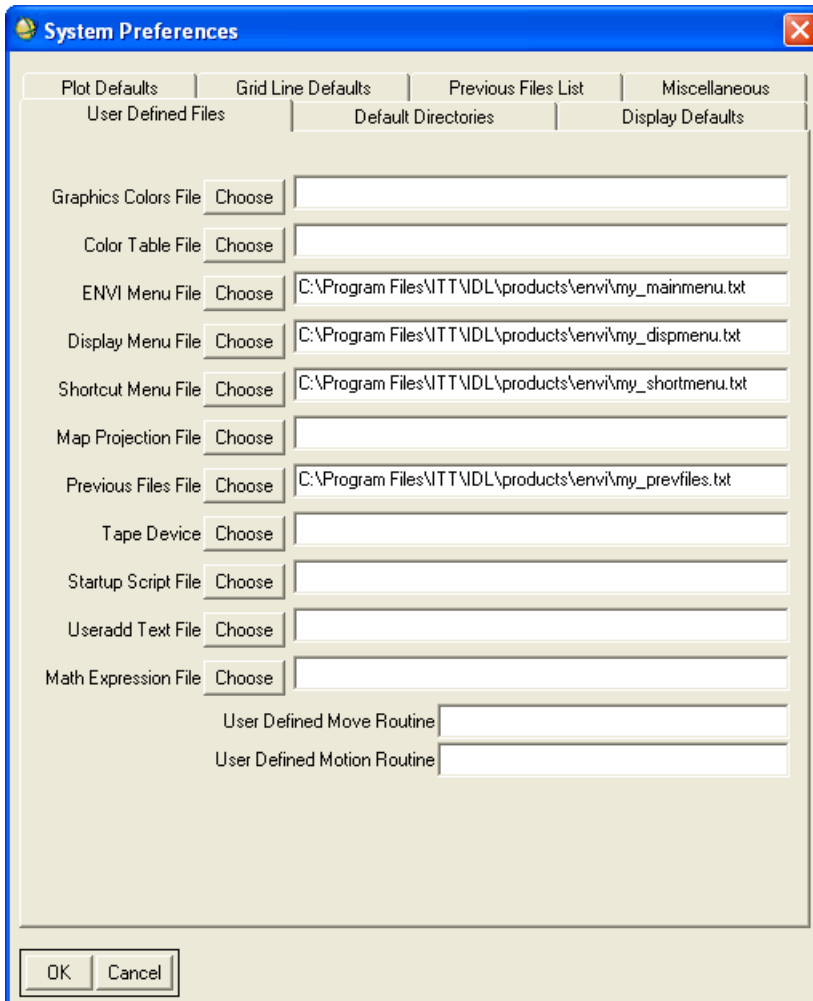 System Preferences
Plot Defaults Grid Line Defaults Previous Files List Miscellaneous
User Defined Files Default Directories Display Defaults
Graphics Colors File Choose
Color Table File Choose
ENVI Menu File Choose C:\Program Files\ITT\IDL\products\envi\my_mainmenu.txt
Display Menu File Choose C:\Program Files\ITT\IDL\products\envi\my_dispmenu.txt
Shortcut Menu File Choose C:\Program Files\ITT\IDL\products\envi\my_shortmenu.txt
Map Projection File Choose
Previous Files File Choose C:\Program Files\ITT\IDL\products\envi\my_prevfiles.txt
Tape Device Choose
Startup Script File Choose
Useradd Text File Choose
Math Expression File Choose
User Defined Move Routine
User Defined Motion Routine
OK Cancel